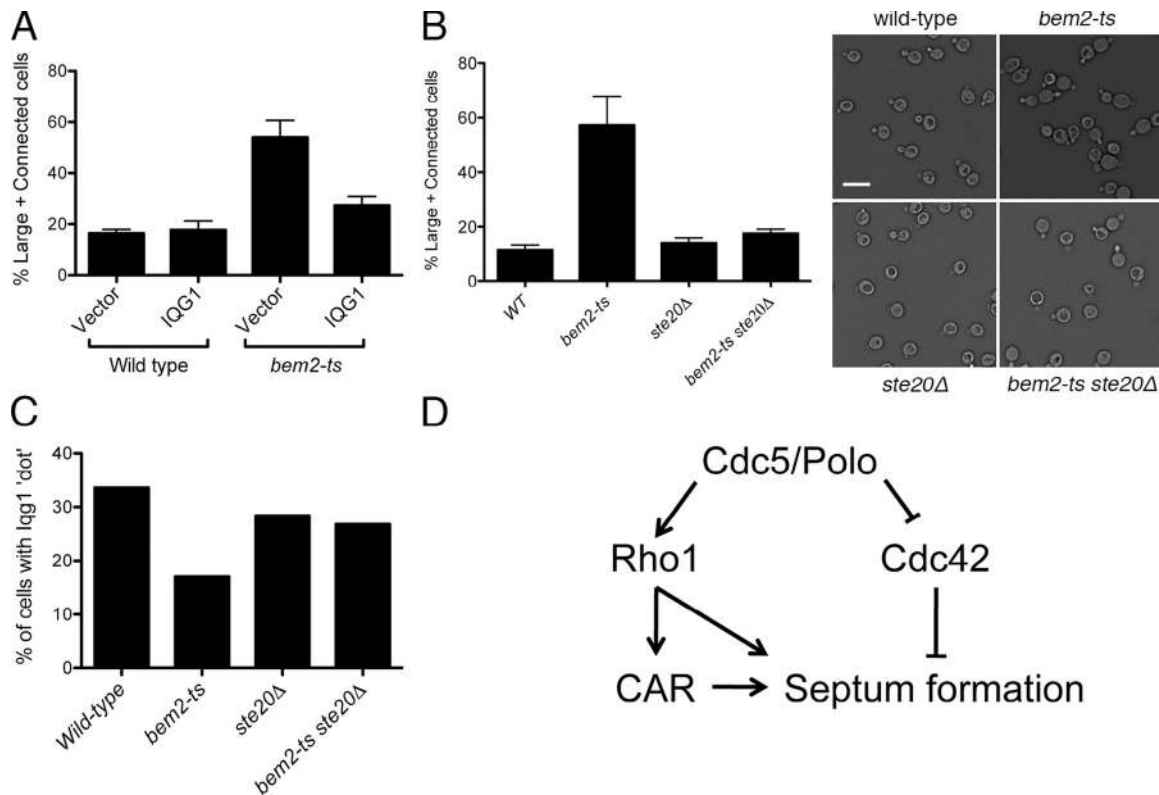 A
% Large + Connected cells
80
60
40
20
0
Vector
IQG1
Vector
IQG1
Wild type
bem2-ts
B
% Large + Connected cells
80
60
40
20
0
WT
bem2-ts
ste20Δ
bem2-ts ste20Δ
wild-type
bem2-ts
ste20Δ
bem2-ts ste20Δ
C
% of cells with Iqg1 'dot'
40
30
20
10
0
Wild-type
bem2-ts
ste20Δ
bem2-ts ste20Δ
D
Cdc5/Polo
Rho1
Cdc42
CAR
Septum formation